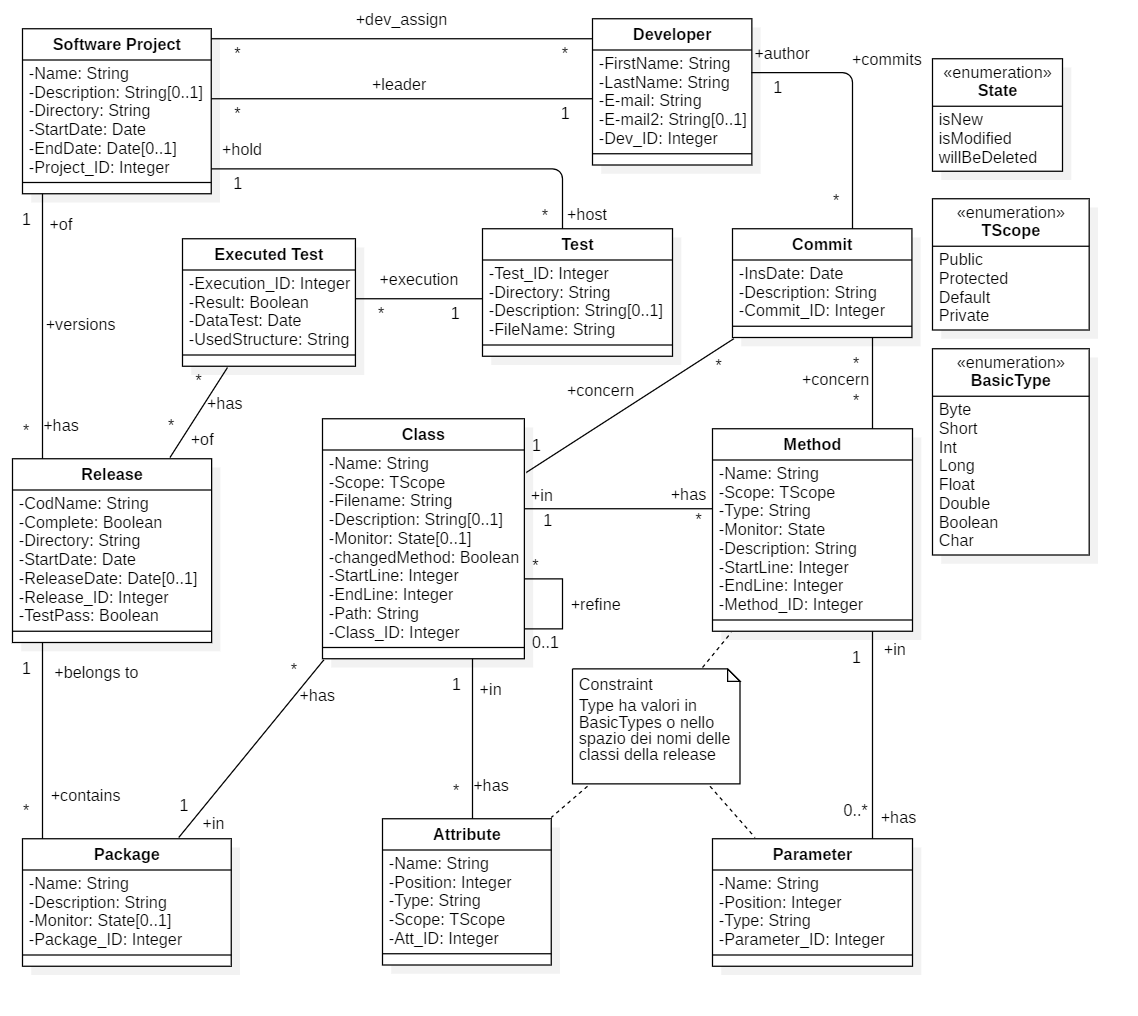 +dev_assign
Software Project
-Name: String
-Description: String[0..1]
-Directory: String
-StartDate: Date
-EndDate: Date[0..1]
-Project_ID: Integer
*
*
+leader
*
1
+hold
1
*
+host
Developer
-FirstName: String
-LastName: String
-E-mail: String
-E-mail2: String[0..1]
-Dev_ID: Integer
+author
1
+commits
*
«enumeration»
State
isNew
isModified
willBeDeleted
«enumeration»
TScope
Public
Protected
Default
Private
«enumeration»
BasicType
Byte
Short
Int
Long
Float
Double
Boolean
Char
1
+of
+versions
*
+has
Executed Test
-Execution_ID: Integer
-Result: Boolean
-DataTest: Date
-UsedStructure: String
+execution
*
1
Test
-Test_ID: Integer
-Directory: String
-Description: String[0..1]
-FileName: String
Commit
-InsDate: Date
-Description: String
-Commit_ID: Integer
*
+has
*
+of
+concern
*
1
*
+concern
*
Release
-CodName: String
-Complete: Boolean
-Directory: String
-StartDate: Date
-ReleaseDate: Date[0..1]
-Release_ID: Integer
-TestPass: Boolean
Class
-Name: String
-Scope: TScope
-Filename: String
-Description: String[0..1]
-Monitor: State[0..1]
-changedMethod: Boolean
-StartLine: Integer
-EndLine: Integer
-Path: String
-Class_ID: Integer
+in
1
+has
*
*
+refine
0..1
Method
-Name: String
-Scope: TScope
-Type: String
-Monitor: State
-Description: String
-StartLine: Integer
-EndLine: Integer
-Method_ID: Integer
1
+belongs to
*
+contains
*
+has
1
+in
1
+in
*
+has
Constraint
Type ha valori in
BasicTypes o nello
spazio dei nomi delle
classi della release
1
+in
0..*
+has
Package
-Name: String
-Description: String
-Monitor: State[0..1]
-Package_ID: Integer
Attribute
-Name: String
-Position: Integer
-Type: String
-Scope: TScope
-Att_ID: Integer
Parameter
-Name: String
-Position: Integer
-Type: String
-Parameter_ID: Integer